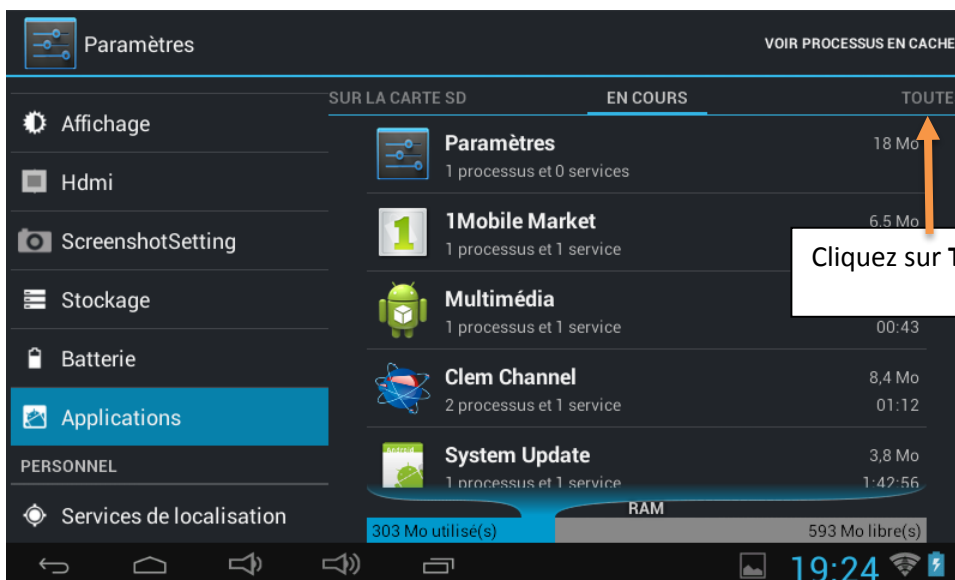 Paramètres
VOIR PROCESSUS EN CACHE
SUR LA CARTE SD
EN COURS
TOUTE
Affichage
Hdmi
ScreenshotSetting
Stockage
Batterie
Applications
PERSONNEL
Services de localisation
Paramètres
18 Mo
1 processus et 0 services
1
1Mobile Market
6,5 Mo
1 processus et 1 service
Cliquez sur T
Multimédia
1 processus et 1 service
00:43
Clem Channel
8,4 Mo
2 processus et 1 service
01:12
Android
System Update
3,8 Mo
1 processus et 1 service
1:42:56
RAM
303 Mo utilisé(s)
593 Mo libre(s)
19:24